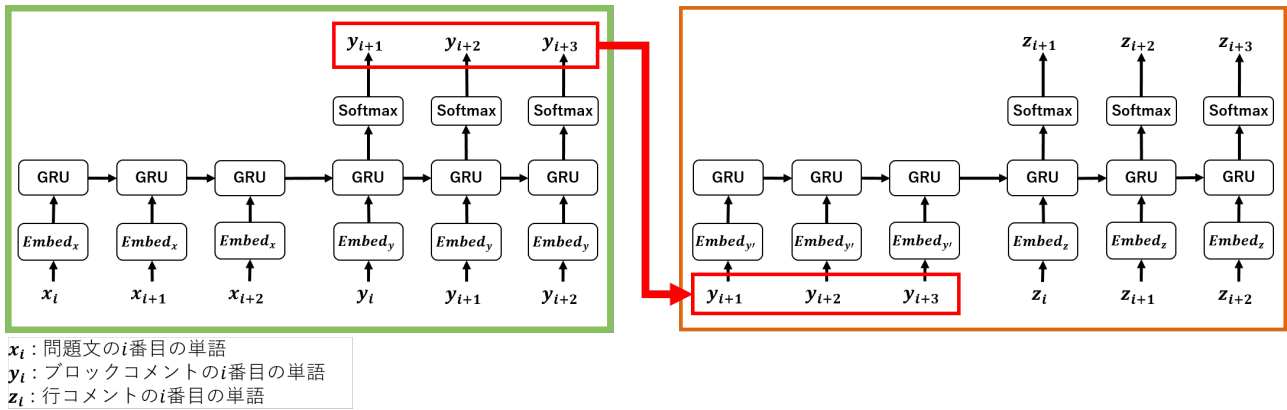 y_{i+1} y_{i+2} y_{i+3} z_{i+1} z_{i+2} z_{i+3}
Softmax Softmax Softmax Softmax Softmax Softmax
GRU GRU GRU GRU GRU GRU GRU GRU GRU GRU GRU GRU
Embed_x Embed_x Embed_x Embed_y Embed_y Embed_y Embed_{y'} Embed_{y'} Embed_{y'} Embed_z Embed_z Embed_z
x_i x_{i+1} x_{i+2} y_i y_{i+1} y_{i+2} y_{i+1} y_{i+2} y_{i+3} z_i z_{i+1} z_{i+2}
x_i : 問題文のi番目の単語
y_i : ブロックコメントのi番目の単語
z_i : 行コメントのi番目の単語